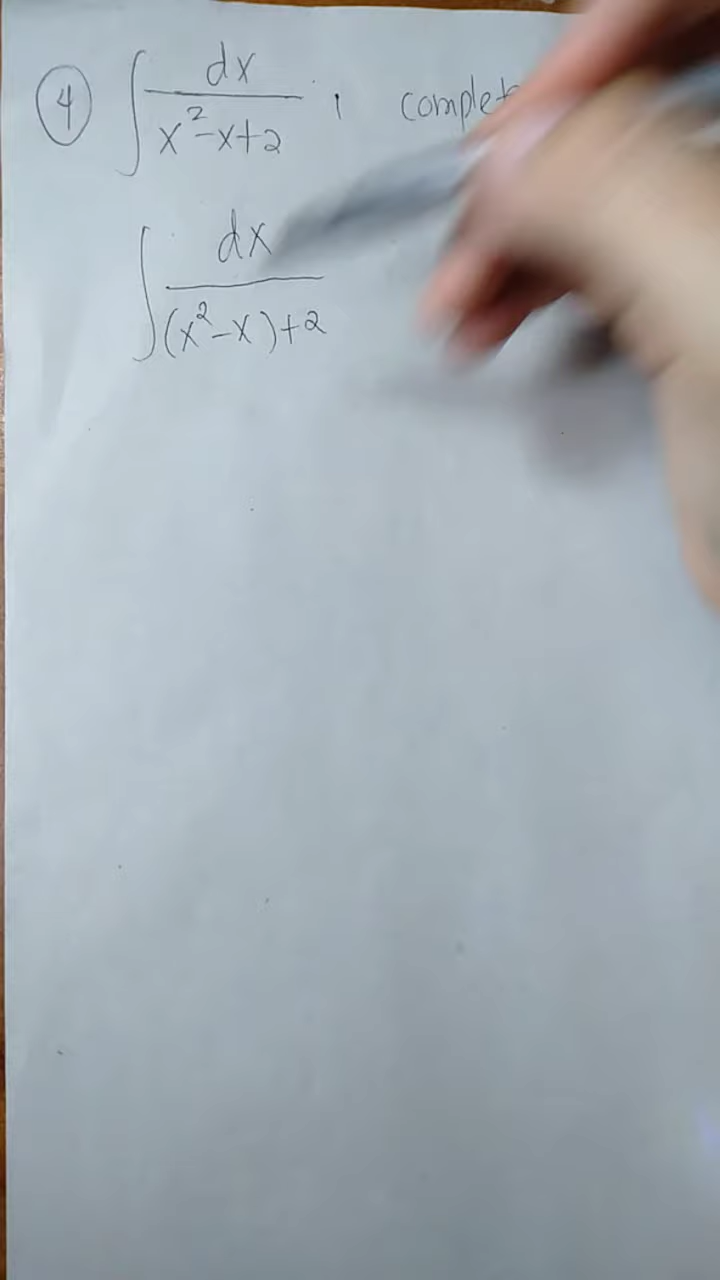 ④ ∫ dx / x²-x+2 ;
∫ dx / (x²-x)+2